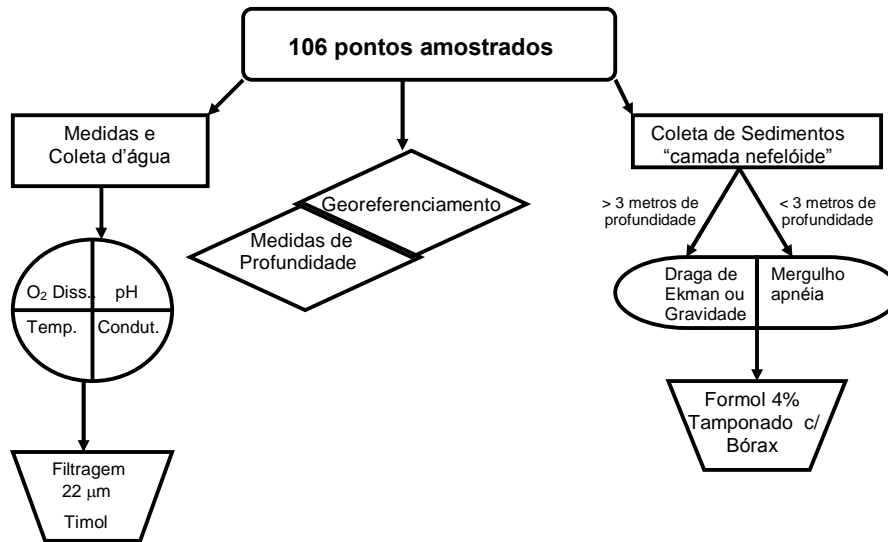 106 pontos amostrados
Medidas e
Coleta d'água
O₂ Diss..
pH
Temp.
Condut.
Filtragem
22 μm
Timol
Georeferenciamento
Medidas de
Profundidade
Coleta de Sedimentos
“camada nefelóide”
> 3 metros de
profundidade
< 3 metros de
profundidade
Draga de
Ekman ou
Gravidade
Mergulho
apnéia
Formol 4%
Tamponado c/
Bórax